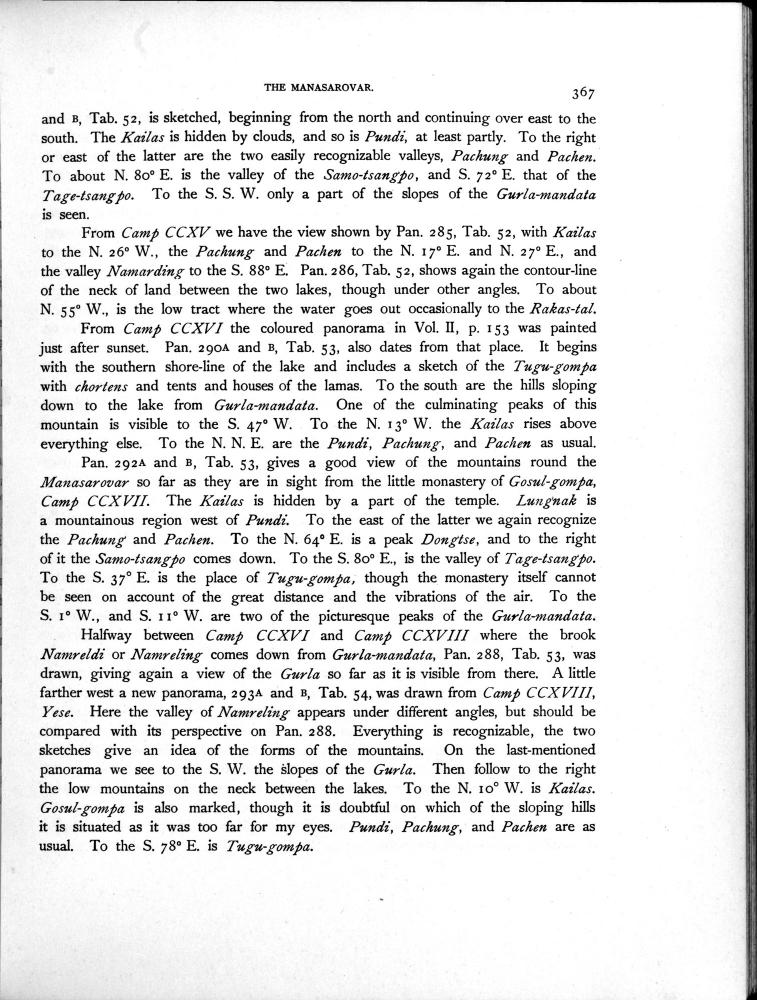 THE MANASAROVAR.
367
and B, Tab. 52, is sketched, beginning from the north and continuing over east to the
south. The Kailas is hidden by clouds, and so is Pundi, at least partly. To the right
or east of the latter are the two easily recognizable valleys, Pachung and Pachen.
To about N. 80° E. is the valley of the Samo-tsangpo, and S. 72° E. that of the
Tage-tsangpo. To the S. S. W. only a part of the slopes of the Gurla-mandata
is seen.
From Camp CCXV we have the view shown by Pan. 285, Tab. 52, with Kailas
to the N. 26° W., the Pachung and Pachen to the N. 17° E. and N. 27° E., and
the valley Namarding to the S. 88° E. Pan. 286, Tab. 52, shows again the contour-line
of the neck of land between the two lakes, though under other angles. To about
N. 55° W., is the low tract where the water goes out occasionally to the Rakas-tal.
From Camp CCXVI the coloured panorama in Vol. II, p. 153 was painted
just after sunset. Pan. 290A and B, Tab. 53, also dates from that place. It begins
with the southern shore-line of the lake and includes a sketch of the Tugu-gompa
with chortens and tents and houses of the lamas. To the south are the hills sloping
down to the lake from Gurla-mandata. One of the culminating peaks of this
mountain is visible to the S. 47° W. To the N. 13° W. the Kailas rises above
everything else. To the N. N. E. are the Pundi, Pachung, and Pachen as usual.
Pan. 292A and B, Tab. 53, gives a good view of the mountains round the
Manasarovar so far as they are in sight from the little monastery of Gosul-gompa,
Camp CCXVII. The Kailas is hidden by a part of the temple. Lungnak is
a mountainous region west of Pundi. To the east of the latter we again recognize
the Pachung and Pachen. To the N. 64° E. is a peak Dongtse, and to the right
of it the Samo-tsangpo comes down. To the S. 80° E., is the valley of Tage-tsangpo.
To the S. 37° E. is the place of Tugu-gompa, though the monastery itself cannot
be seen on account of the great distance and the vibrations of the air. To the
S. 1° W., and S. 11° W. are two of the picturesque peaks of the Gurla-mandata.
Halfway between Camp CCXVI and Camp CCXVIII where the brook
Namreldi or Namreling comes down from Gurla-mandata, Pan. 288, Tab. 53, was
drawn, giving again a view of the Gurla so far as it is visible from there. A little
farther west a new panorama, 293A and B, Tab. 54, was drawn from Camp CCXVIII,
Yese. Here the valley of Namreling appears under different angles, but should be
compared with its perspective on Pan. 288. Everything is recognizable, the two
sketches give an idea of the forms of the mountains. On the last-mentioned
panorama we see to the S. W. the slopes of the Gurla. Then follow to the right
the low mountains on the neck between the lakes. To the N. 10° W. is Kailas.
Gosul-gompa is also marked, though it is doubtful on which of the sloping hills
it is situated as it was too far for my eyes. Pundi, Pachung, and Pachen are as
usual. To the S. 78° E. is Tugu-gompa.